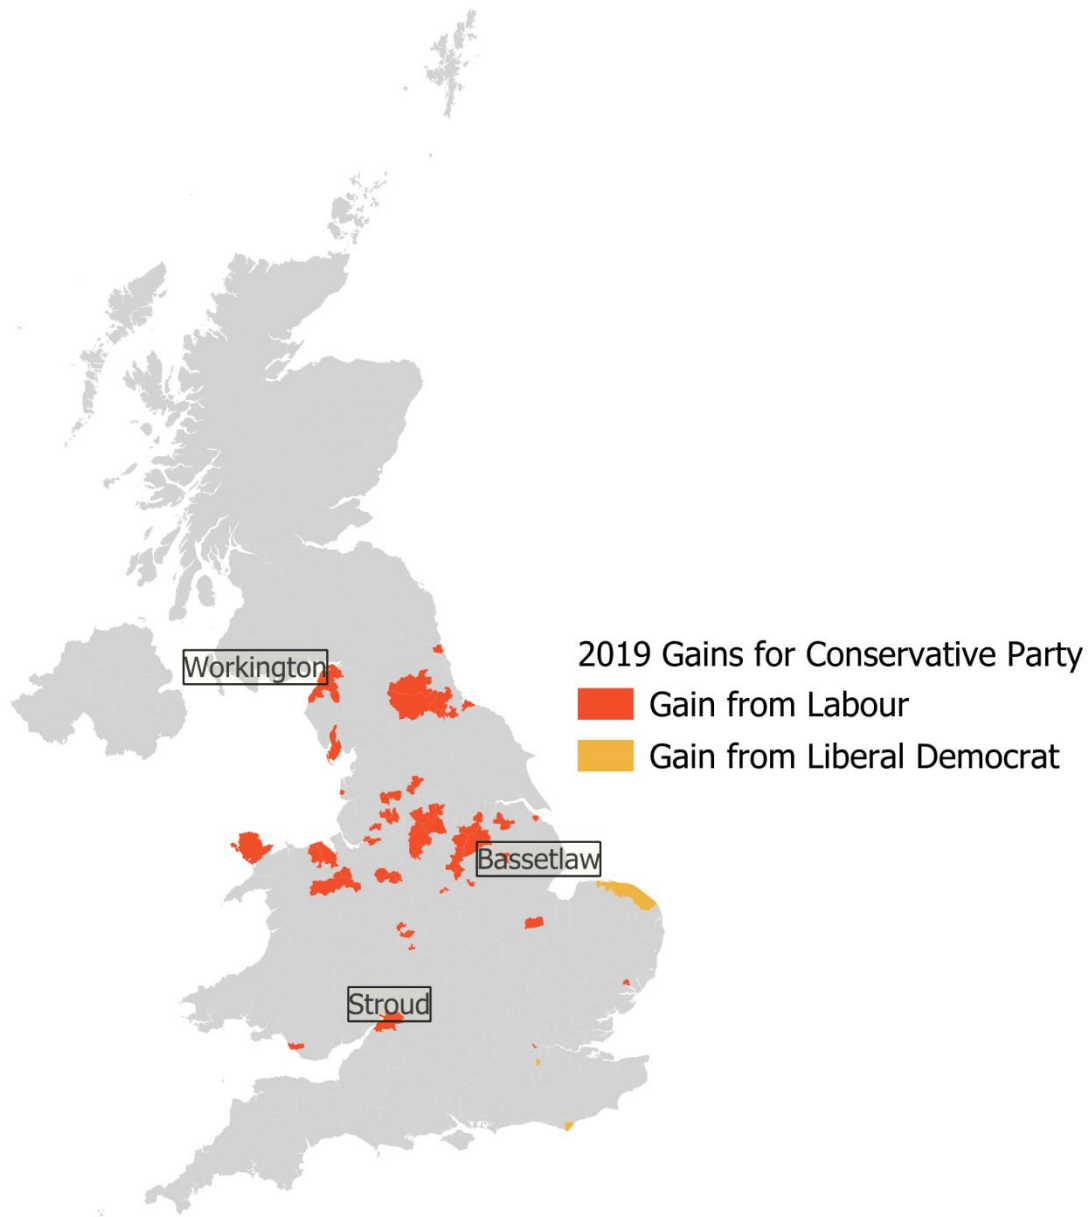 Workington
2019 Gains for Conservative Party
Gain from Labour
Gain from Liberal Democrat
Bassetlaw
Stroud